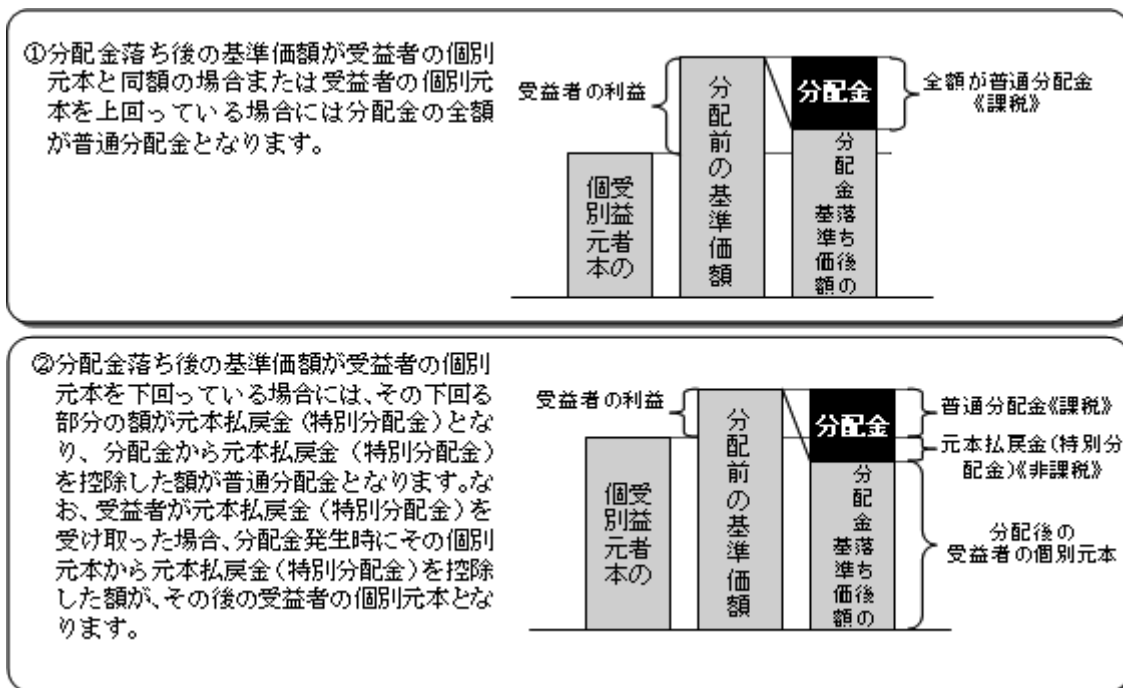 ①分配金落ち後の基準価額が受益者の個別
元本と同額の場合または受益者の個別元
本を上回っている場合には分配金の全額
が普通分配金となります。
受益者の利益
分配前の基準価額
分配金
全額が普通分配金
《課税》
受益者の
個別元本
分配金落ち後の
基準価額
②分配金落ち後の基準価額が受益者の個別
元本を下回っている場合には、その下回る
部分の額が元本払戻金（特別分配金）とな
り、分配金から元本払戻金（特別分配金）
を控除した額が普通分配金となります。な
お、受益者が元本払戻金（特別分配金）を
受け取った場合、分配金発生時にその個別
元本から元本払戻金（特別分配金）を控除
した額が、その後の受益者の個別元本とな
ります。
受益者の利益
分配前の基準価額
分配金
普通分配金《課税》
元本払戻金（特別分
配金）《非課税》
受益者の
個別元本
分配金落ち後の
基準価額
分配後の
受益者の個別元本